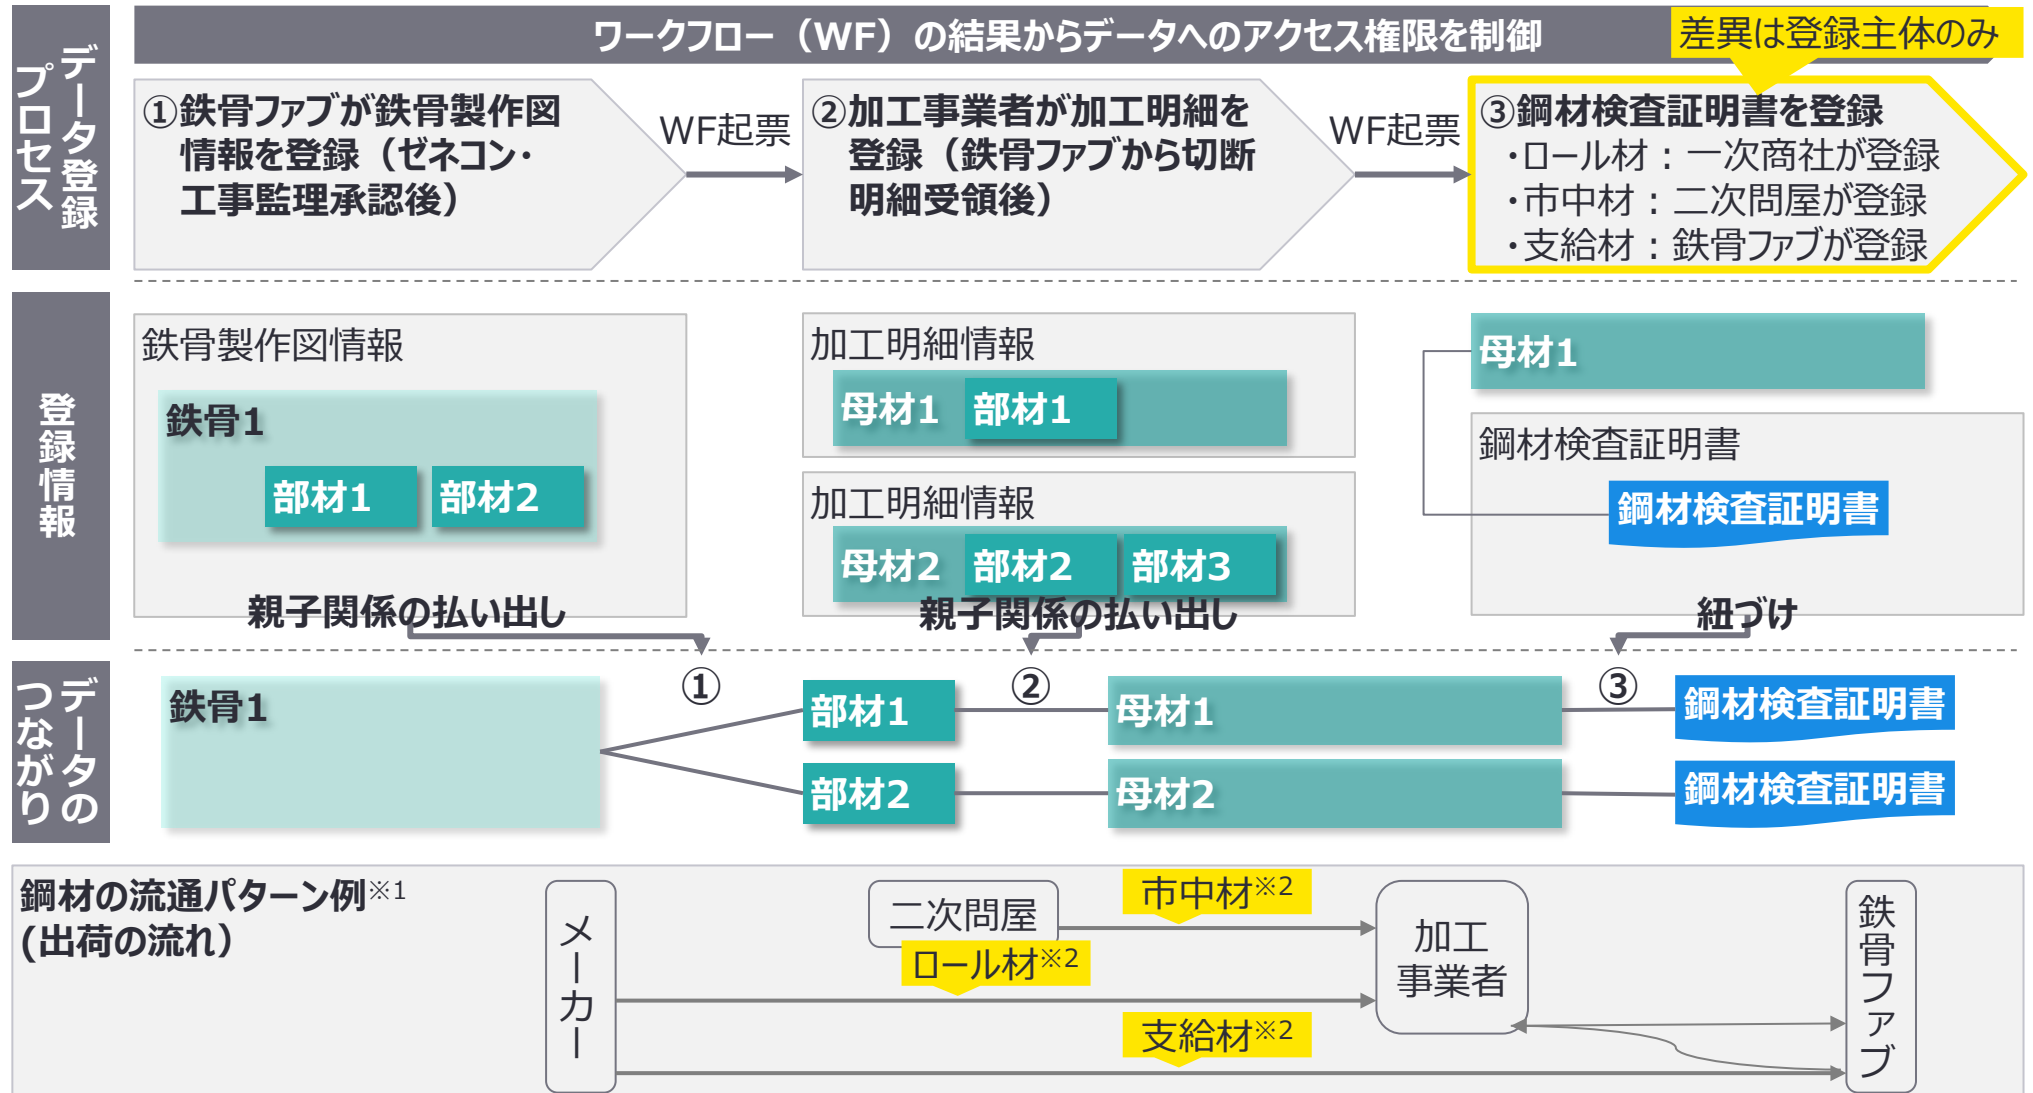 データ登録
プロセス
ワークフロー（WF）の結果からデータへのアクセス権限を制御
差異は登録主体のみ
①鉄骨ファブが鉄骨製作図
情報を登録（ゼネコン・
工事監理承認後）
WF起票
②加工事業者が加工明細を
登録（鉄骨ファブから切断
明細受領後）
WF起票
③鋼材検査証明書を登録
・ロール材：一次商社が登録
・市中材：二次問屋が登録
・支給材：鉄骨ファブが登録
登録情報
鉄骨製作図情報
鉄骨1
部材1
部材2
親子関係の払い出し
加工明細情報
母材1
部材1
加工明細情報
母材2
部材2
部材3
親子関係の払い出し
母材1
鋼材検査証明書
鋼材検査証明書
紐づけ
データの
つながり
鉄骨1
①
部材1
部材2
②
母材1
母材2
③
鋼材検査証明書
鋼材検査証明書
鋼材の流通パターン例※1
(出荷の流れ）
メーカー
二次問屋
市中材※2
ロール材※2
支給材※2
加工
事業者
鉄骨ファブ